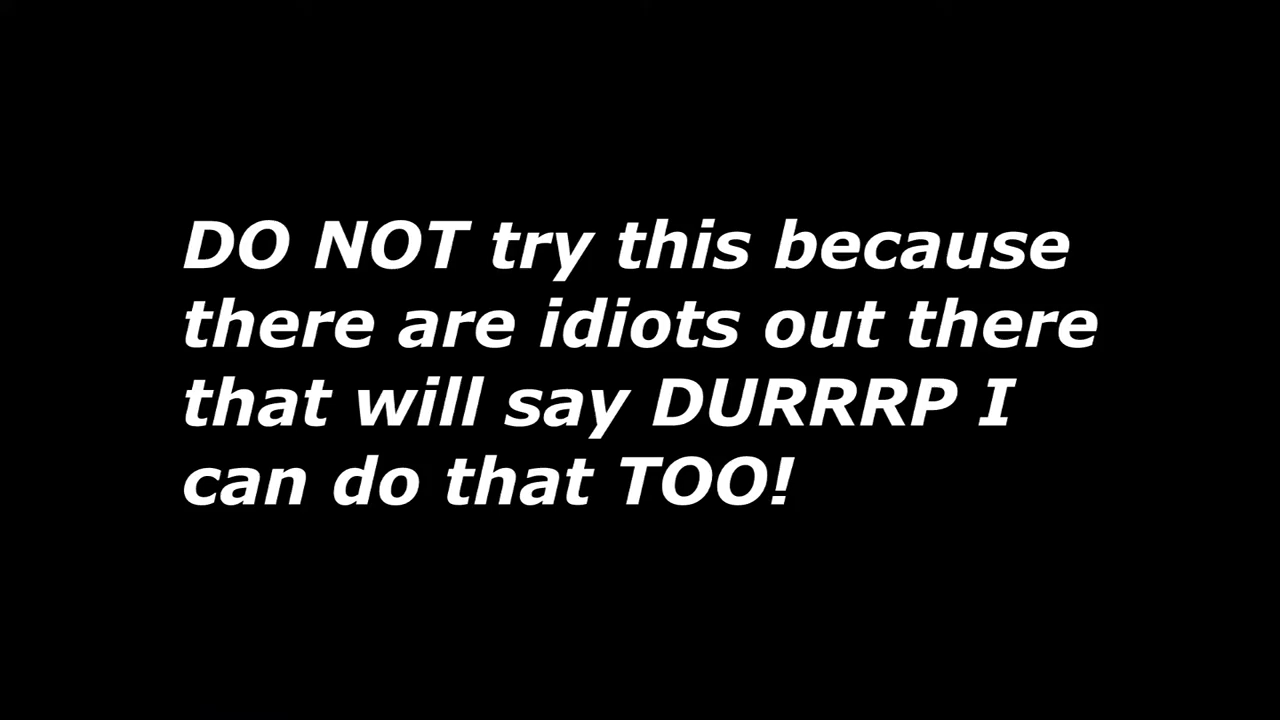 DO NOT try this because
there are idiots out there
that will say DURRRP I
can do that TOO!